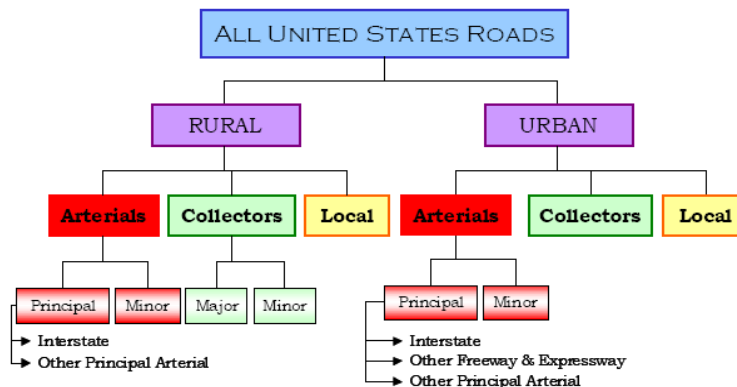 ALL UNITED STATES ROADS
RURAL
URBAN
Arterials
Collectors
Local
Arterials
Collectors
Local
Principal
Minor
Major
Minor
Principal
Minor
Interstate
Other Principal Arterial
Interstate
Other Freeway & Expressway
Other Principal Arterial